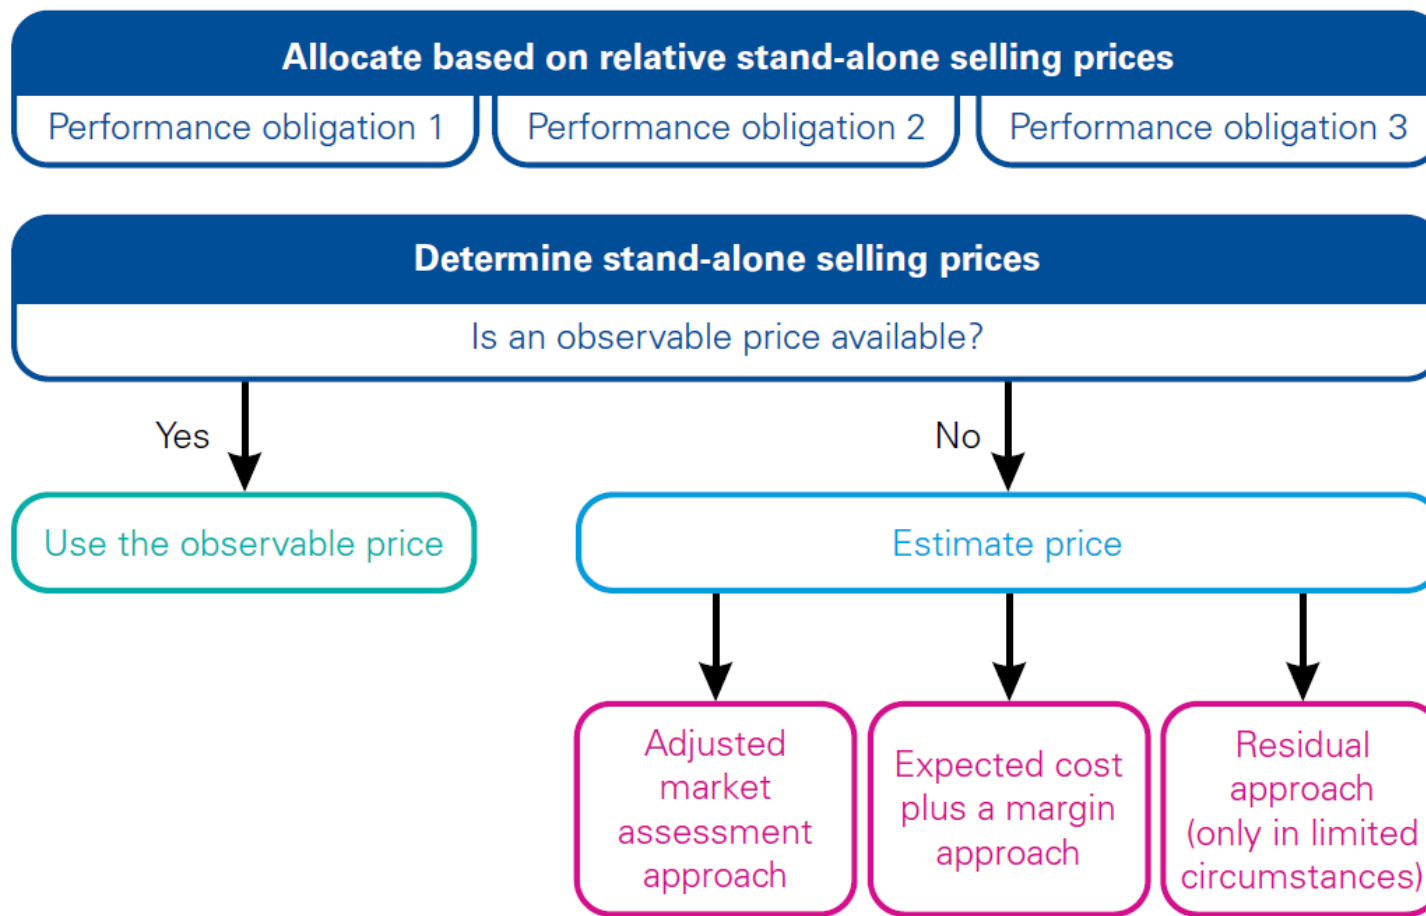 Allocate based on relative stand-alone selling prices
Performance obligation 1
Performance obligation 2
Performance obligation 3
Determine stand-alone selling prices
Is an observable price available?
Yes
No
Use the observable price
Estimate price
Adjusted
market
assessment
approach
Expected cost
plus a margin
approach
Residual
approach
(only in limited
circumstances)